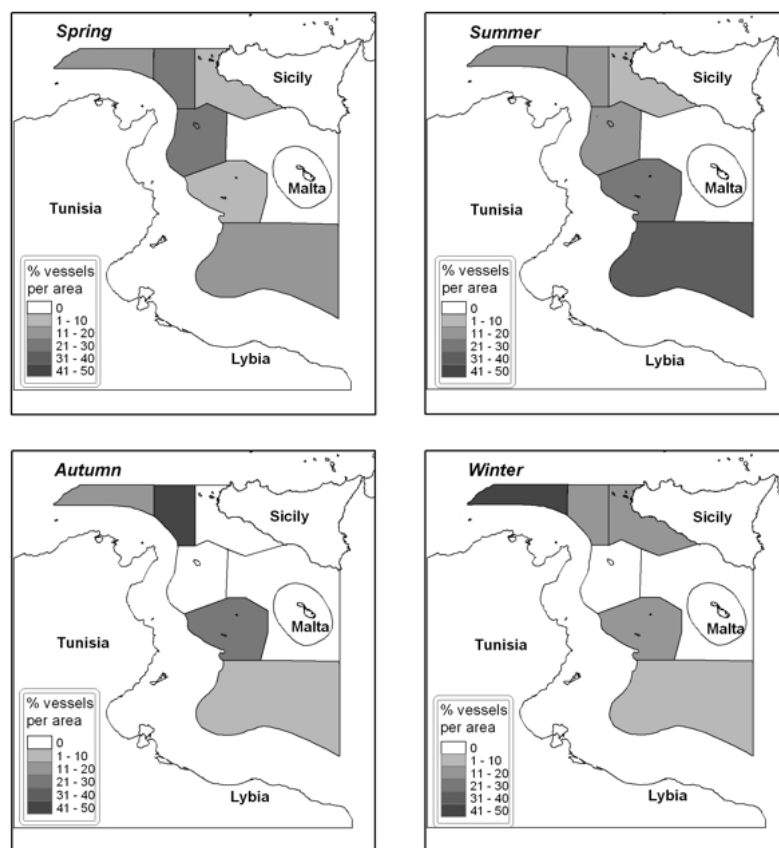 Spring
Sicily
Malta
Tunisia
% vessels
per area
0
1 - 10
11 - 20
21 - 30
31 - 40
41 - 50
Lybia
Summer
Sicily
Malta
Tunisia
% vessels
per area
0
1 - 10
11 - 20
21 - 30
31 - 40
41 - 50
Lybia
Autumn
Sicily
Malta
Tunisia
% vessels
per area
0
1 - 10
11 - 20
21 - 30
31 - 40
41 - 50
Lybia
Winter
Sicily
Malta
Tunisia
% vessels
per area
0
1 - 10
11 - 20
21 - 30
31 - 40
41 - 50
Lybia